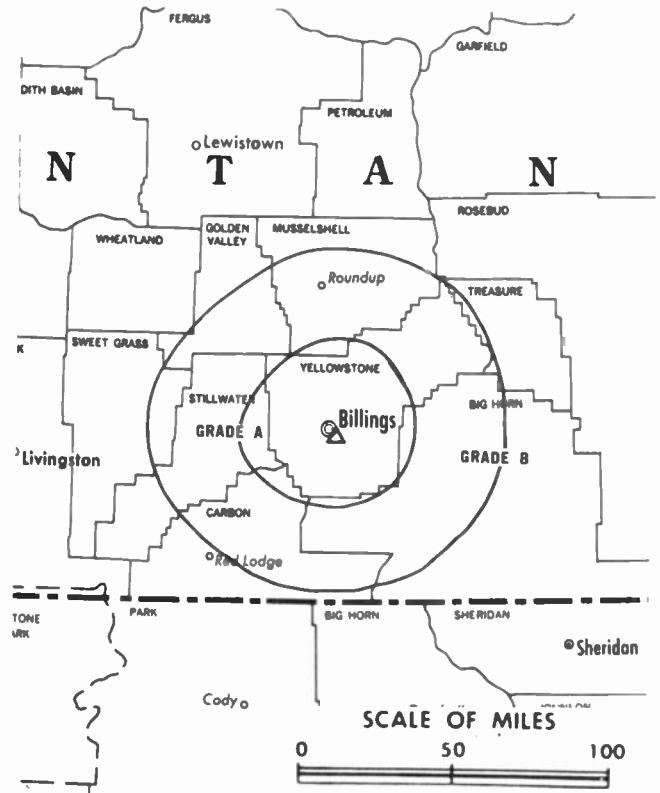 FERGUS
GARFIELD
DITH BASIN
PETROLEUM
Lewistown
N T A N
ROSEBUD
WHEATLAND
GOLDEN
VALLEY
MUSSELSHELL
Roundup
TREASURE
K
SWEET GRASS
YELLOWSTONE
STILLWATER
BIG HORN
Billings
GRADE A
GRADE B
Livingston
CARBON
Red Lodge
PARK
BIG HORN
SHERIDAN
TONE
ARK
Sheridan
Cody
SCALE OF MILES
0 50 100